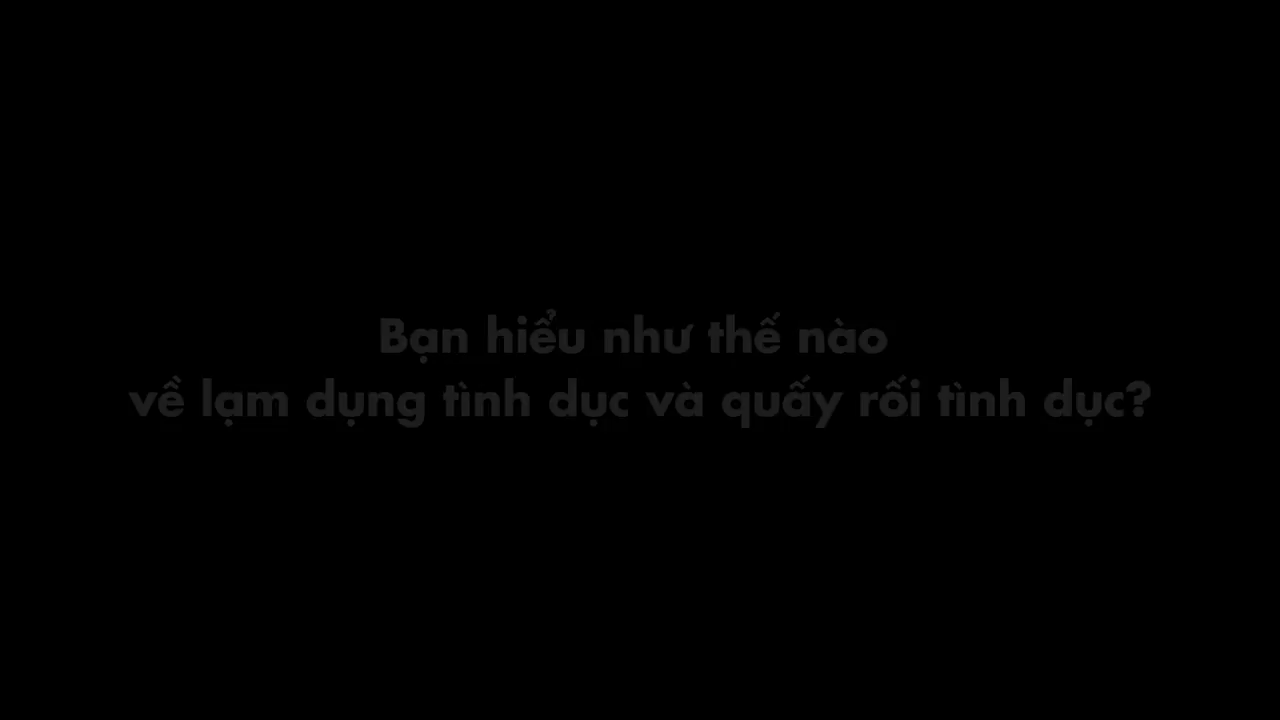 Bạn hiểu như thế nào
về lạm dụng tình dục và quấy rối tình dục?